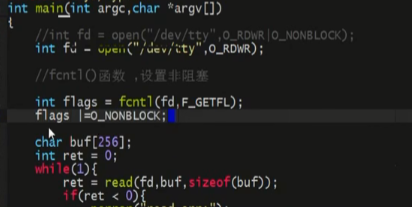 int main(int argc,char *argv[])
{
//int fd = open("/dev/tty",O_RDWR|O_NONBLOCK);
int fd = open("/dev/tty",O_RDWR);
//fcntl()函数 ,设置非阻塞
int flags = fcntl(fd,F_GETFL);
flags |=O_NONBLOCK;
char buf[256];
int ret = 0;
while(1){
ret = read(fd,buf,sizeof(buf));
if(ret < 0){